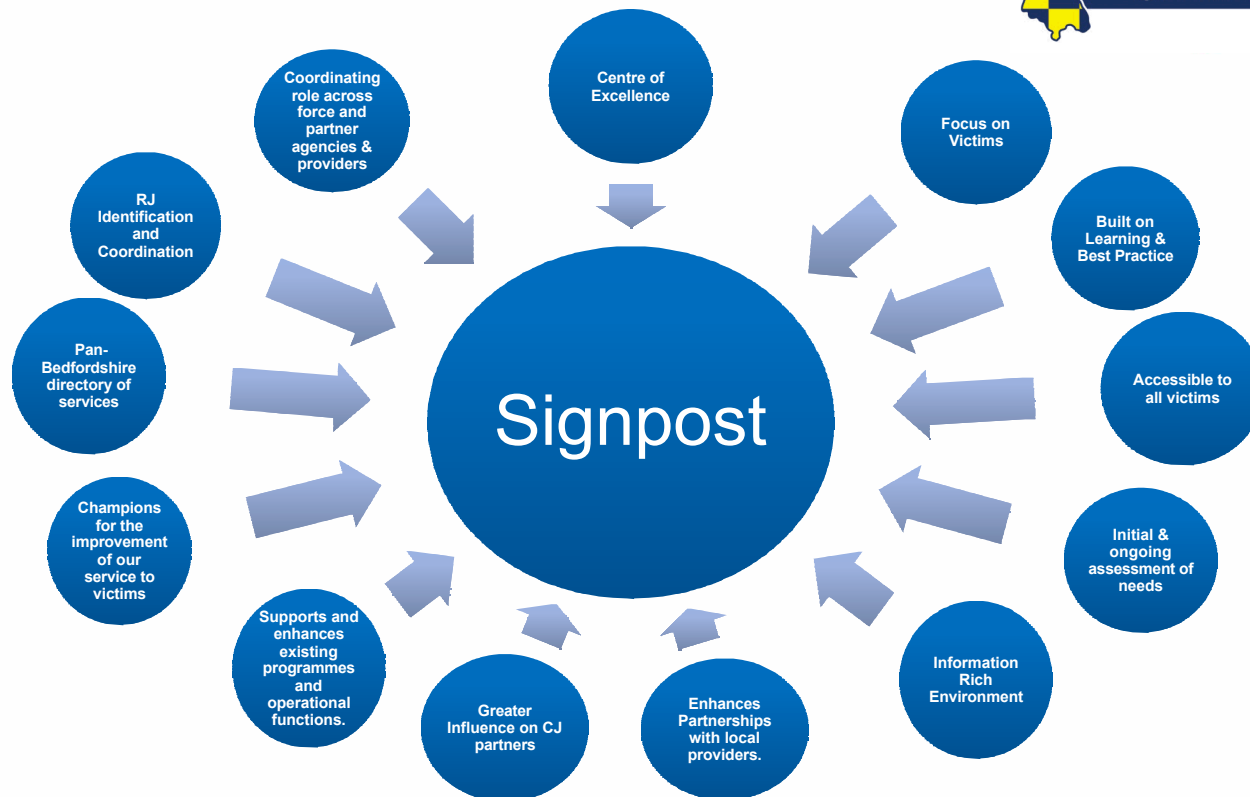 Centre of
Excellence
Focus on
Victims
Built on
Learning &
Best Practice
Accessible to
all victims
Initial &
ongoing
assessment of
needs
Information
Rich
Environment
Enhances
Partnerships
with local
providers.
Greater
Influence on CJ
partners
Supports and
enhances
existing
programmes
and
operational
functions.
Champions
for the
improvement
of our
service to
victims
Pan-
Bedfordshire
directory of
services
RJ
Identification
and
Coordination
Coordinating
role across
force and
partner
agencies &
providers
Signpost